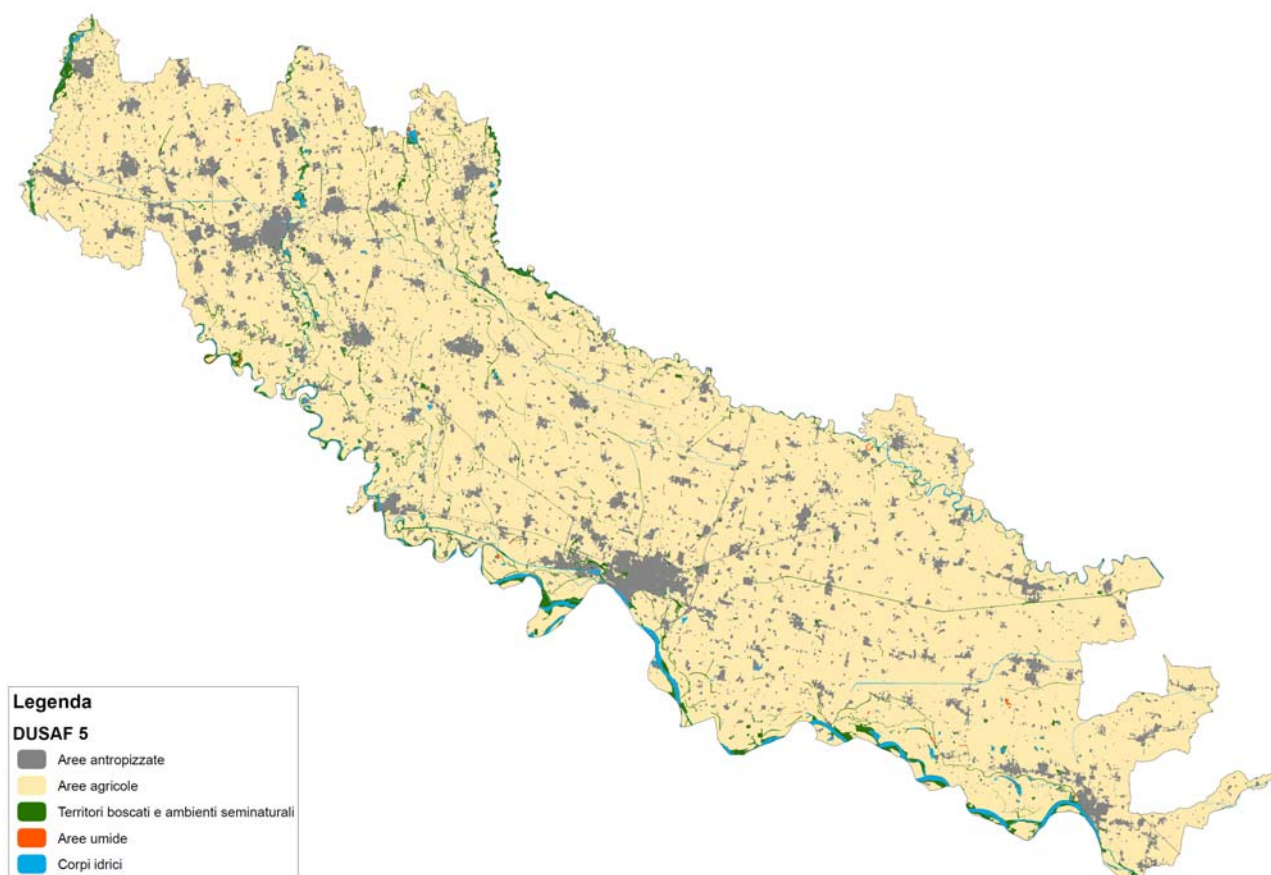 Legenda
DUSAF 5
Aree antropizzate
Aree agricole
Territori boscati e ambienti seminaturali
Aree umide
Corpi idrici